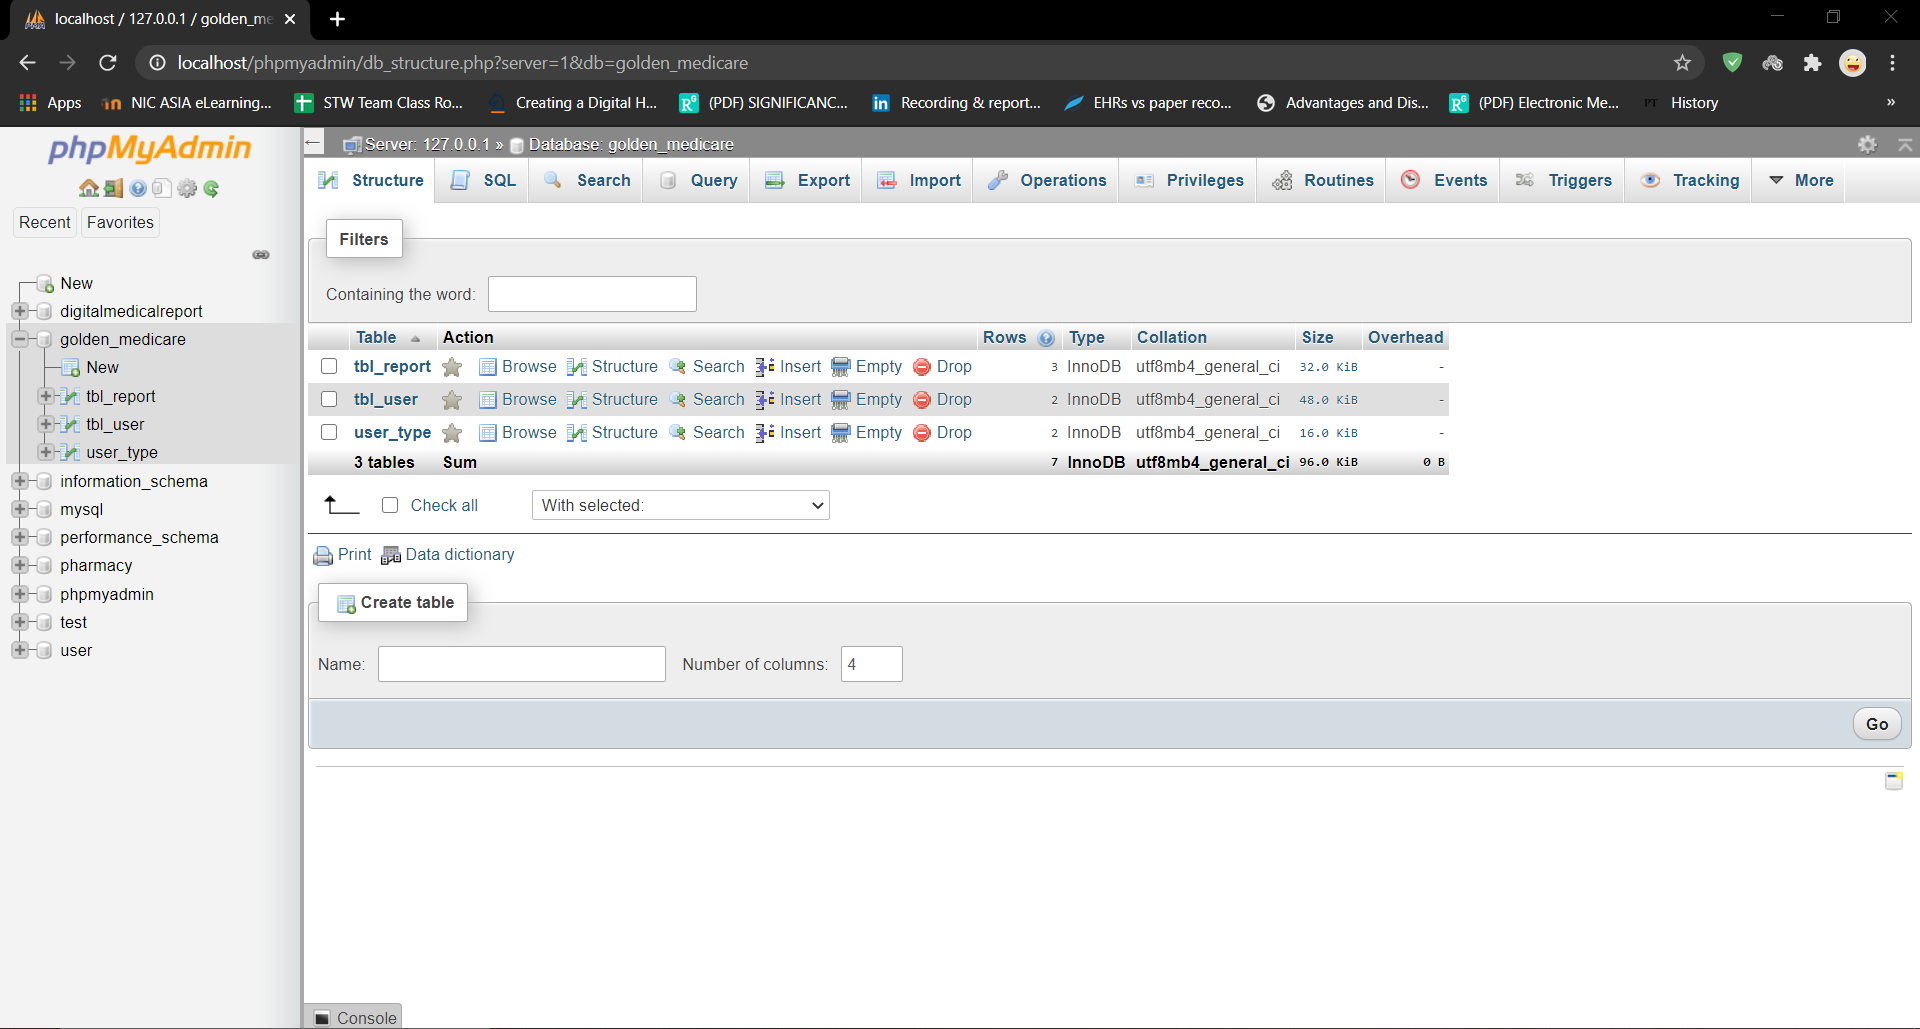 localhost / 127.0.0.1 / golden_me
localhost/phpmyadmin/db_structure.php?server=1&db=golden_medicare
Apps NIC ASIA eLearning... STW Team Class Ro... Creating a Digital H... (PDF) SIGNIFICANC... Recording & report... EHRs vs paper reco... Advantages and Dis... (PDF) Electronic Me... PT History »
phpMyAdmin
Recent Favorites
New
digitalmedicalreport
golden_medicare
New
tbl_report
tbl_user
user_type
information_schema
mysql
performance_schema
pharmacy
phpmyadmin
test
user
Server: 127.0.0.1 » Database: golden_medicare
Structure SQL Search Query Export Import Operations Privileges Routines Events Triggers Tracking More
Filters
Containing the word:
Table Action Rows Type Collation Size Overhead
tbl_report Browse Structure Search Insert Empty Drop 3 InnoDB utf8mb4_general_ci 32.0 KiB -
tbl_user Browse Structure Search Insert Empty Drop 2 InnoDB utf8mb4_general_ci 48.0 KiB -
user_type Browse Structure Search Insert Empty Drop 2 InnoDB utf8mb4_general_ci 16.0 KiB -
3 tables Sum 7 InnoDB utf8mb4_general_ci 96.0 KiB 0 B
Check all With selected:
Print Data dictionary
Create table
Name: Number of columns: 4
Go
Console